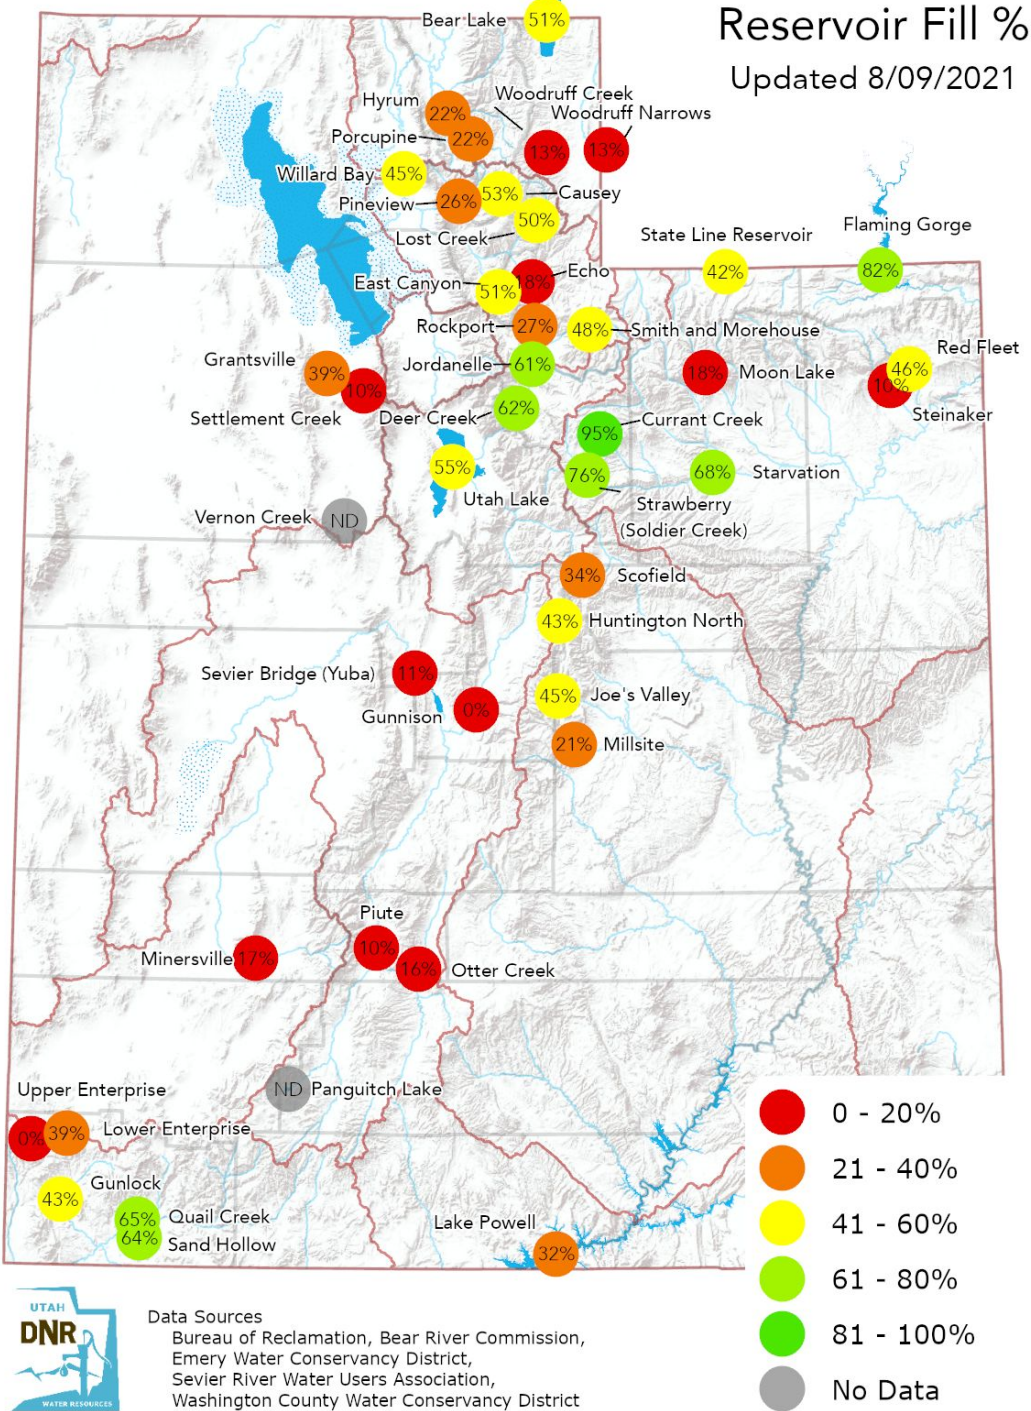 Reservoir Fill %
Updated 8/09/2021
Bear Lake
51%
Hyrum
22%
Woodruff Creek
13%
Woodruff Narrows
13%
Porcupine
22%
Willard Bay
45%
Pineview
26%
53%
Causey
50%
Lost Creek
State Line Reservoir
42%
Flaming Gorge
82%
East Canyon
51%
18%
Echo
Rockport
27%
48%
Smith and Morehouse
Grantsville
39%
Jordanelle
61%
18%
Moon Lake
Red Fleet
46%
10%
Steinaker
10%
Settlement Creek
Deer Creek
62%
95%
Currant Creek
55%
Utah Lake
76%
Strawberry
(Soldier Creek)
68%
Starvation
Vernon Creek
ND
34%
Scofield
43%
Huntington North
Sevier Bridge (Yuba)
11%
Gunnison
0%
45%
Joe's Valley
21%
Millsite
Piute
10%
Minersville
17%
16%
Otter Creek
ND
Panguitch Lake
Upper Enterprise
0%
39%
Lower Enterprise
Gunlock
43%
65%
Quail Creek
64%
Sand Hollow
Lake Powell
32%
0 - 20%
21 - 40%
41 - 60%
61 - 80%
81 - 100%
No Data
UTAH
DNR
WATER RESOURCES
Data Sources
Bureau of Reclamation, Bear River Commission,
Emery Water Conservancy District,
Sevier River Water Users Association,
Washington County Water Conservancy District